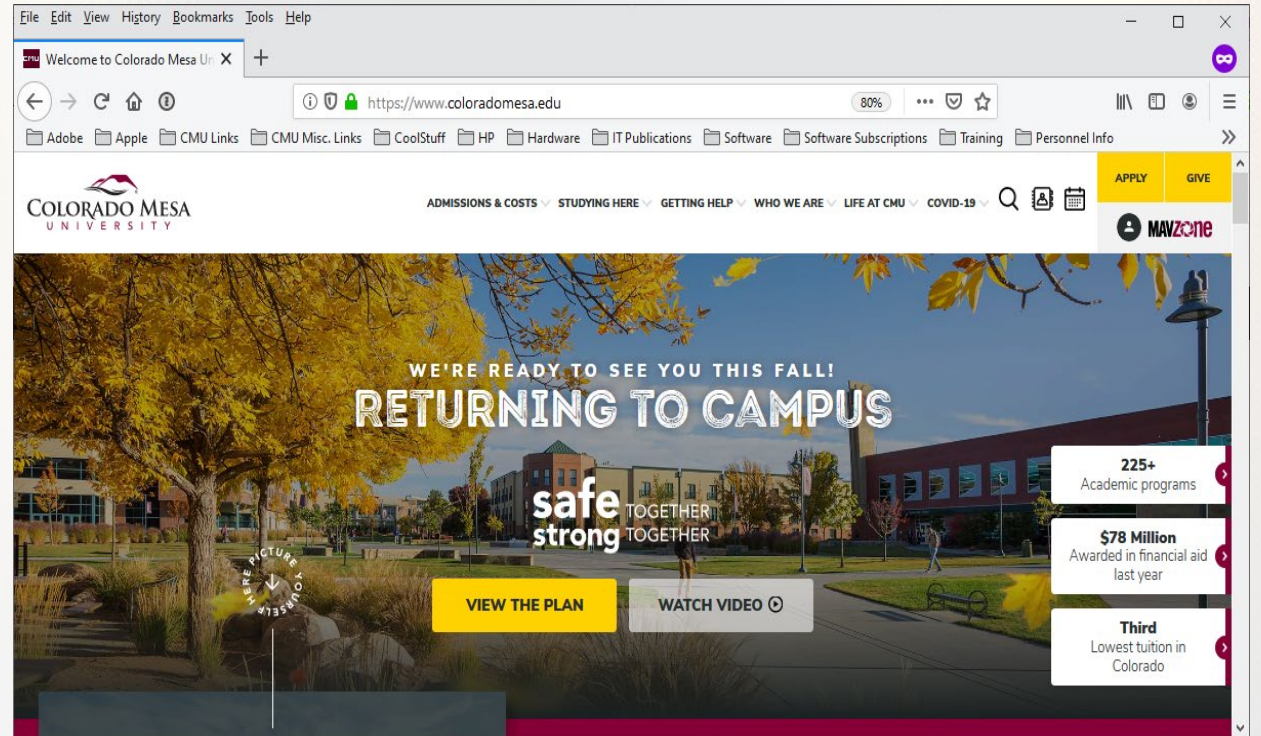 File Edit View History Bookmarks Tools Help
CMU Welcome to Colorado Mesa Un
https://www.coloradomesa.edu 80%
Adobe Apple CMU Links CMU Misc. Links CoolStuff HP Hardware IT Publications Software Software Subscriptions Training Personnel Info
COLORADO MESA
UNIVERSITY
ADMISSIONS & COSTS STUDYING HERE GETTING HELP WHO WE ARE LIFE AT CMU COVID-19
APPLY GIVE
MAVZONE
WE'RE READY TO SEE YOU THIS FALL!
RETURNING TO CAMPUS
safe TOGETHER
strong TOGETHER
PICTURE YOURSELF HERE
VIEW THE PLAN WATCH VIDEO
225+
Academic programs
$78 Million
Awarded in financial aid
last year
Third
Lowest tuition in
Colorado